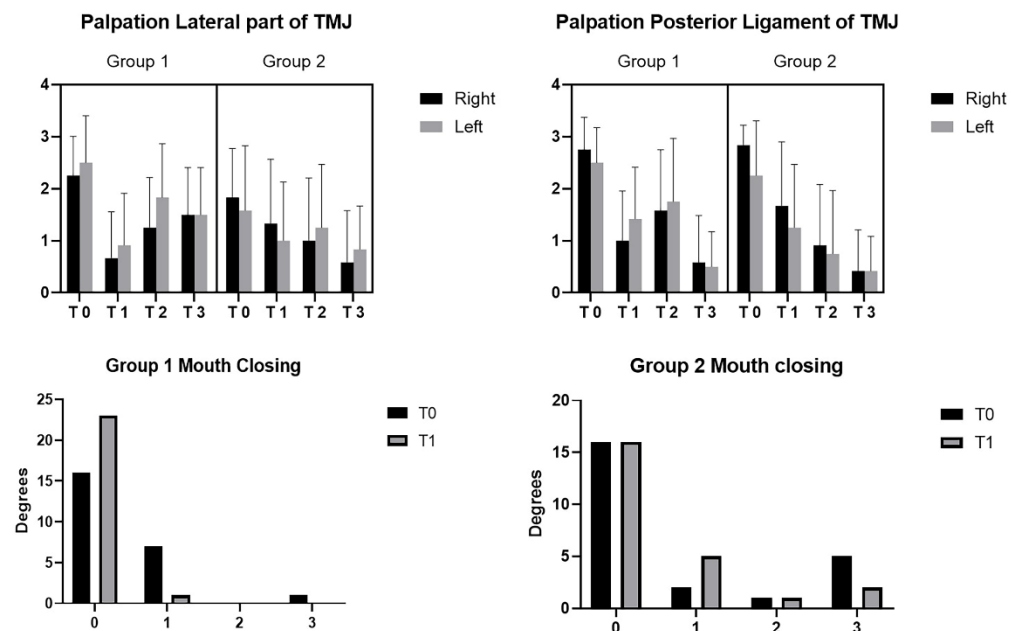 Palpation Lateral part of TMJ
Group 1 Group 2
4
3
2
1
0
T 0 T 1 T 2 T 3 T 0 T 1 T 2 T 3
Right
Left
Palpation Posterior Ligament of TMJ
Group 1 Group 2
4
3
2
1
0
T 0 T 1 T 2 T 3 T 0 T 1 T 2 T 3
Right
Left
Group 1 Mouth Closing
Degrees
25
20
15
10
5
0
0 1 2 3
T0
T1
Group 2 Mouth closing
Degrees
20
15
10
5
0
0 1 2 3
T0
T1